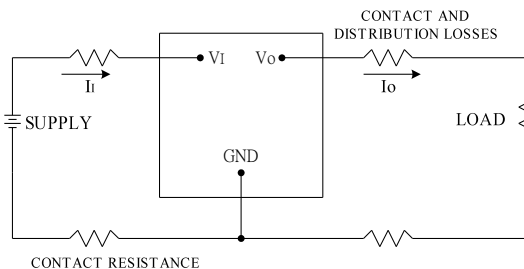 CONTACT AND
DISTRIBUTION LOSSES
VI
VO
II
IO
SUPPLY
LOAD
GND
CONTACT RESISTANCE